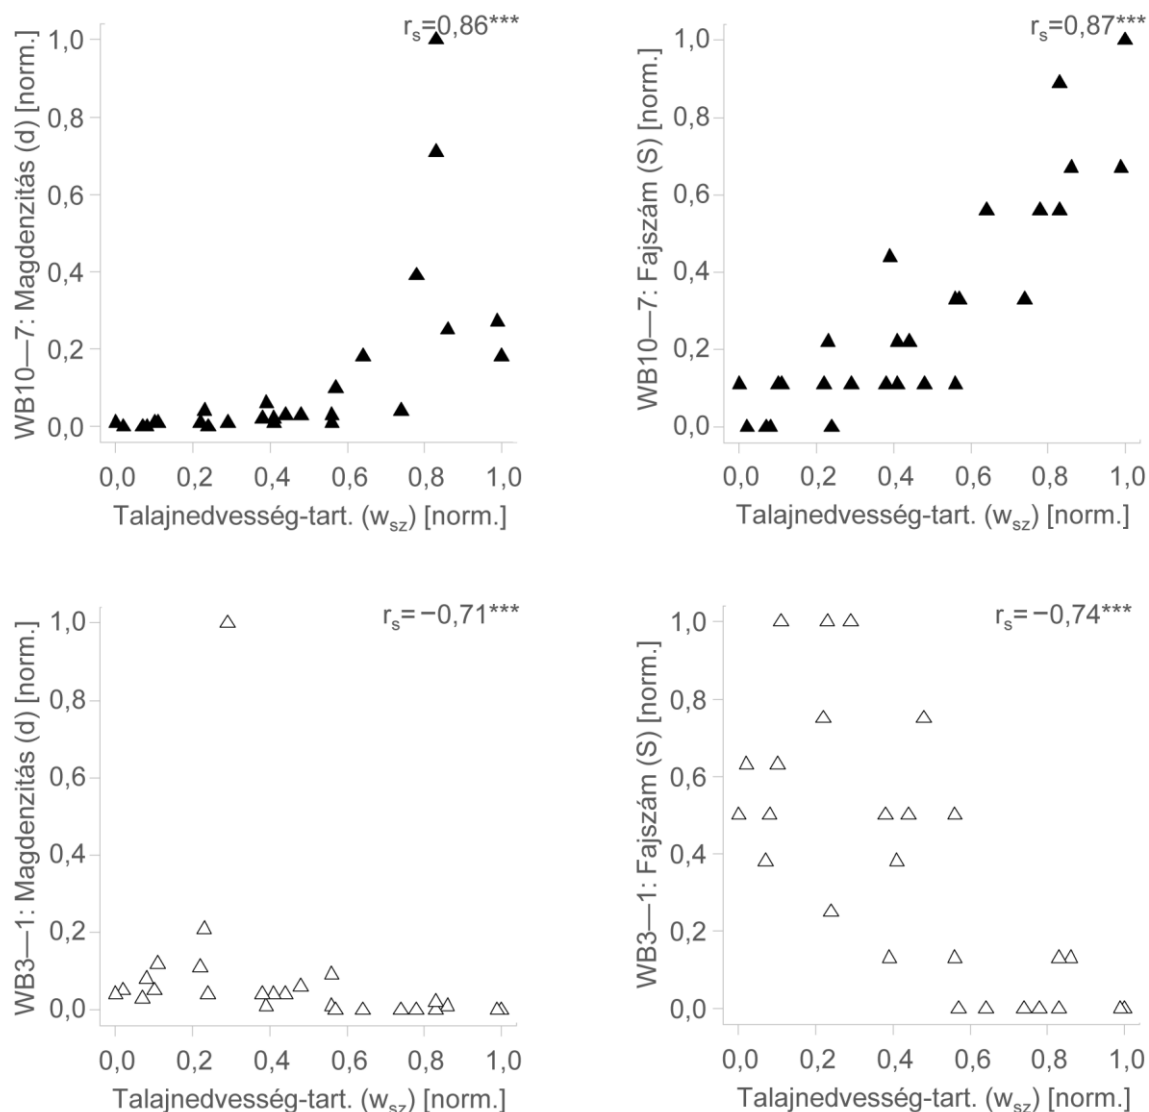 r_s=0,86***
WB10—7: Magdenzitás (d) [norm.]
1,0
0,8
0,6
0,4
0,2
0,0
0,0 0,2 0,4 0,6 0,8 1,0
Talajnedvesség-tart. (w_sz) [norm.]
r_s=0,87***
WB10—7: Fajszám (S) [norm.]
1,0
0,8
0,6
0,4
0,2
0,0
0,0 0,2 0,4 0,6 0,8 1,0
Talajnedvesség-tart. (w_sz) [norm.]
r_s=−0,71***
WB3—1: Magdenzitás (d) [norm.]
1,0
0,8
0,6
0,4
0,2
0,0
0,0 0,2 0,4 0,6 0,8 1,0
Talajnedvesség-tart. (w_sz) [norm.]
r_s=−0,74***
WB3—1: Fajszám (S) [norm.]
1,0
0,8
0,6
0,4
0,2
0,0
0,0 0,2 0,4 0,6 0,8 1,0
Talajnedvesség-tart. (w_sz) [norm.]